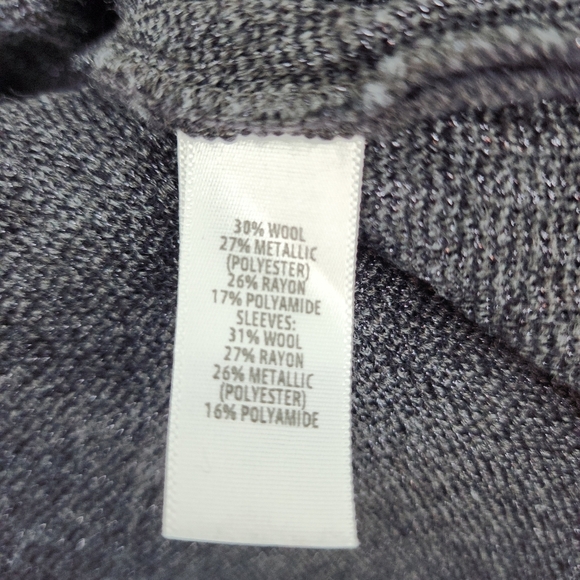 30% WOOL
27% METALLIC
(POLYESTER)
26% RAYON
17% POLYAMIDE
SLEEVES:
31% WOOL
27% RAYON
26% METALLIC
(POLYESTER)
16% POLYAMIDE